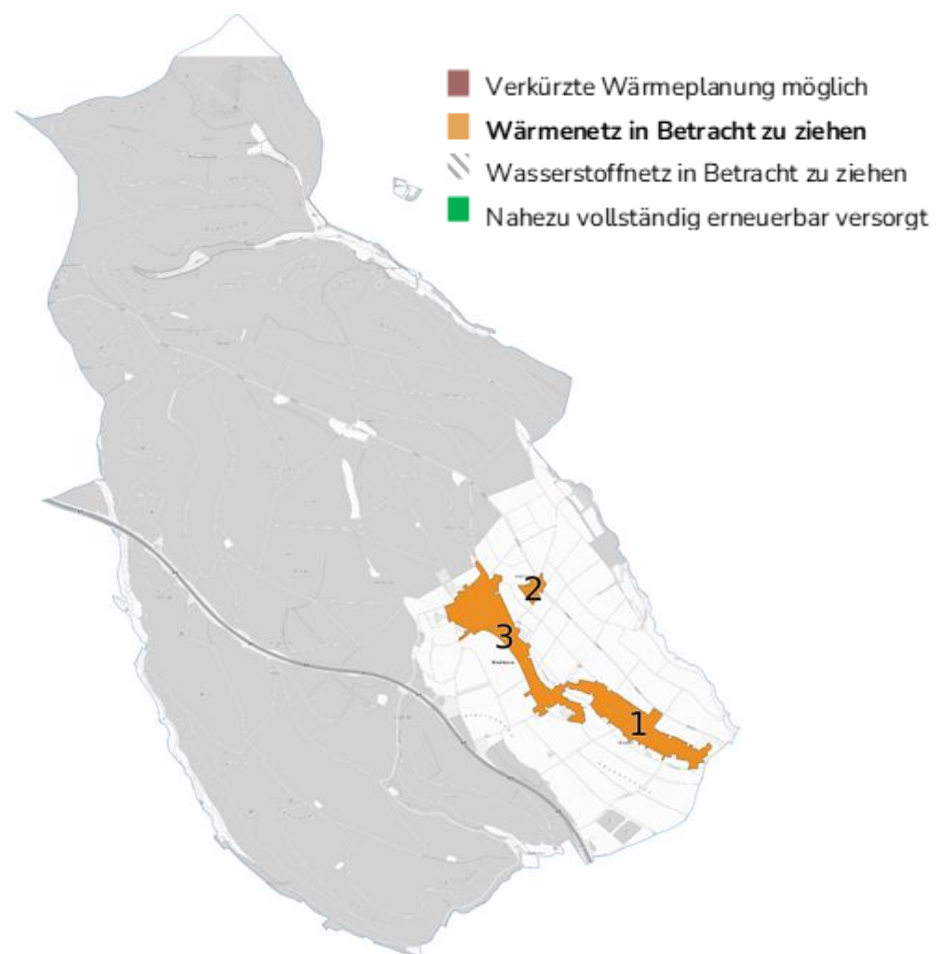 Verkürzte Wärmeplanung möglich
Wärmenetz in Betracht zu ziehen
Wasserstoffnetz in Betracht zu ziehen
Nahezu vollständig erneuerbar versorgt
2
3
1